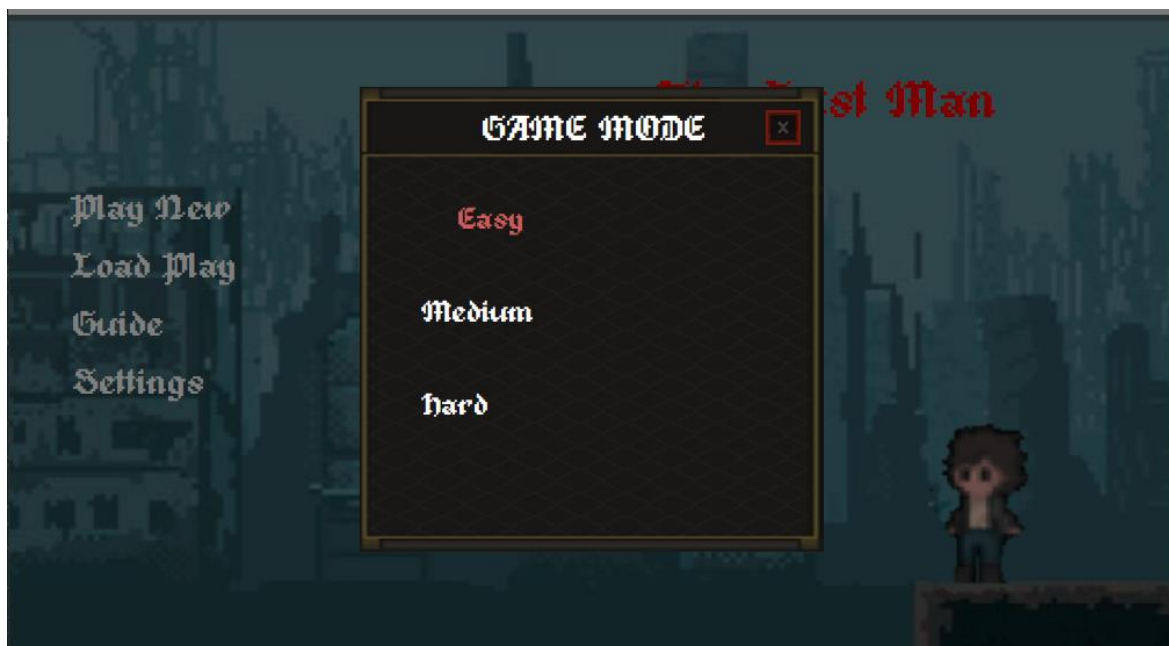 Man
GAME MODE
x
Play New
Load Play
Guide
Settings
Easy
Medium
Hard